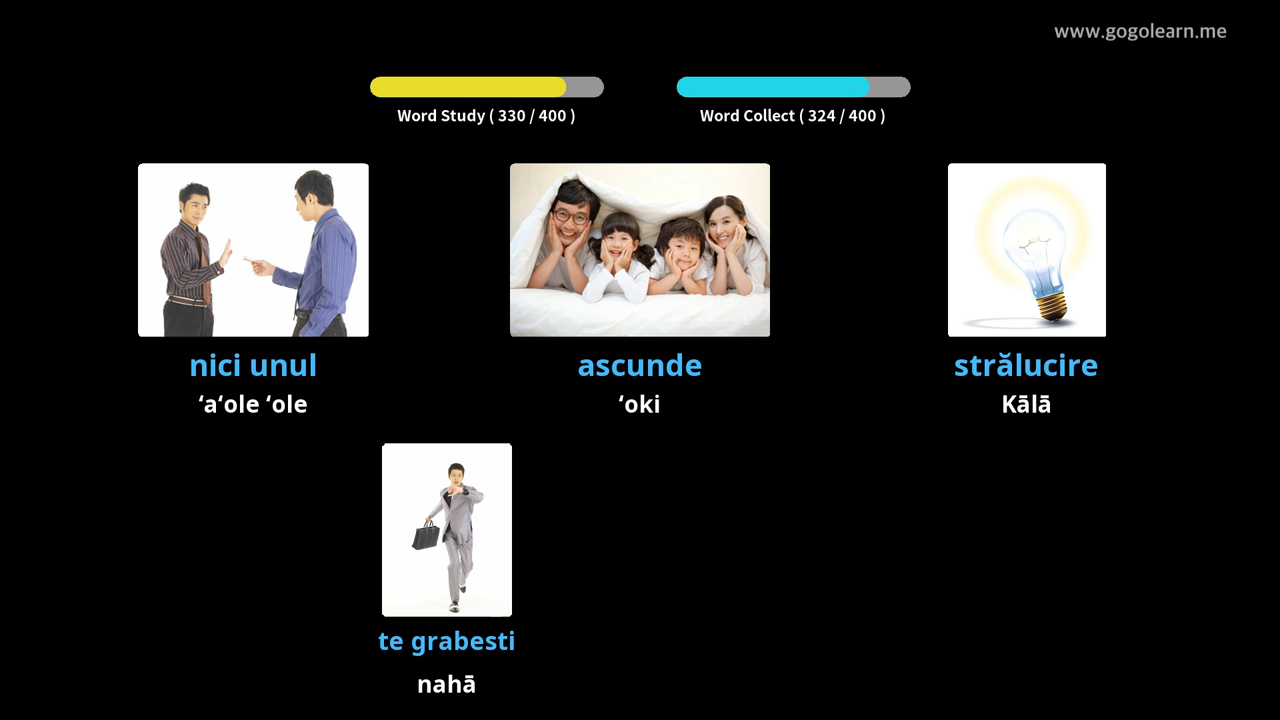 www.gogolearn.me
Word Study ( 330 / 400 )
Word Collect ( 324 / 400 )
nici unul
ʻaʻole ʻole
ascunde
ʻoki
strălucire
Kālā
te grabesti
nahā